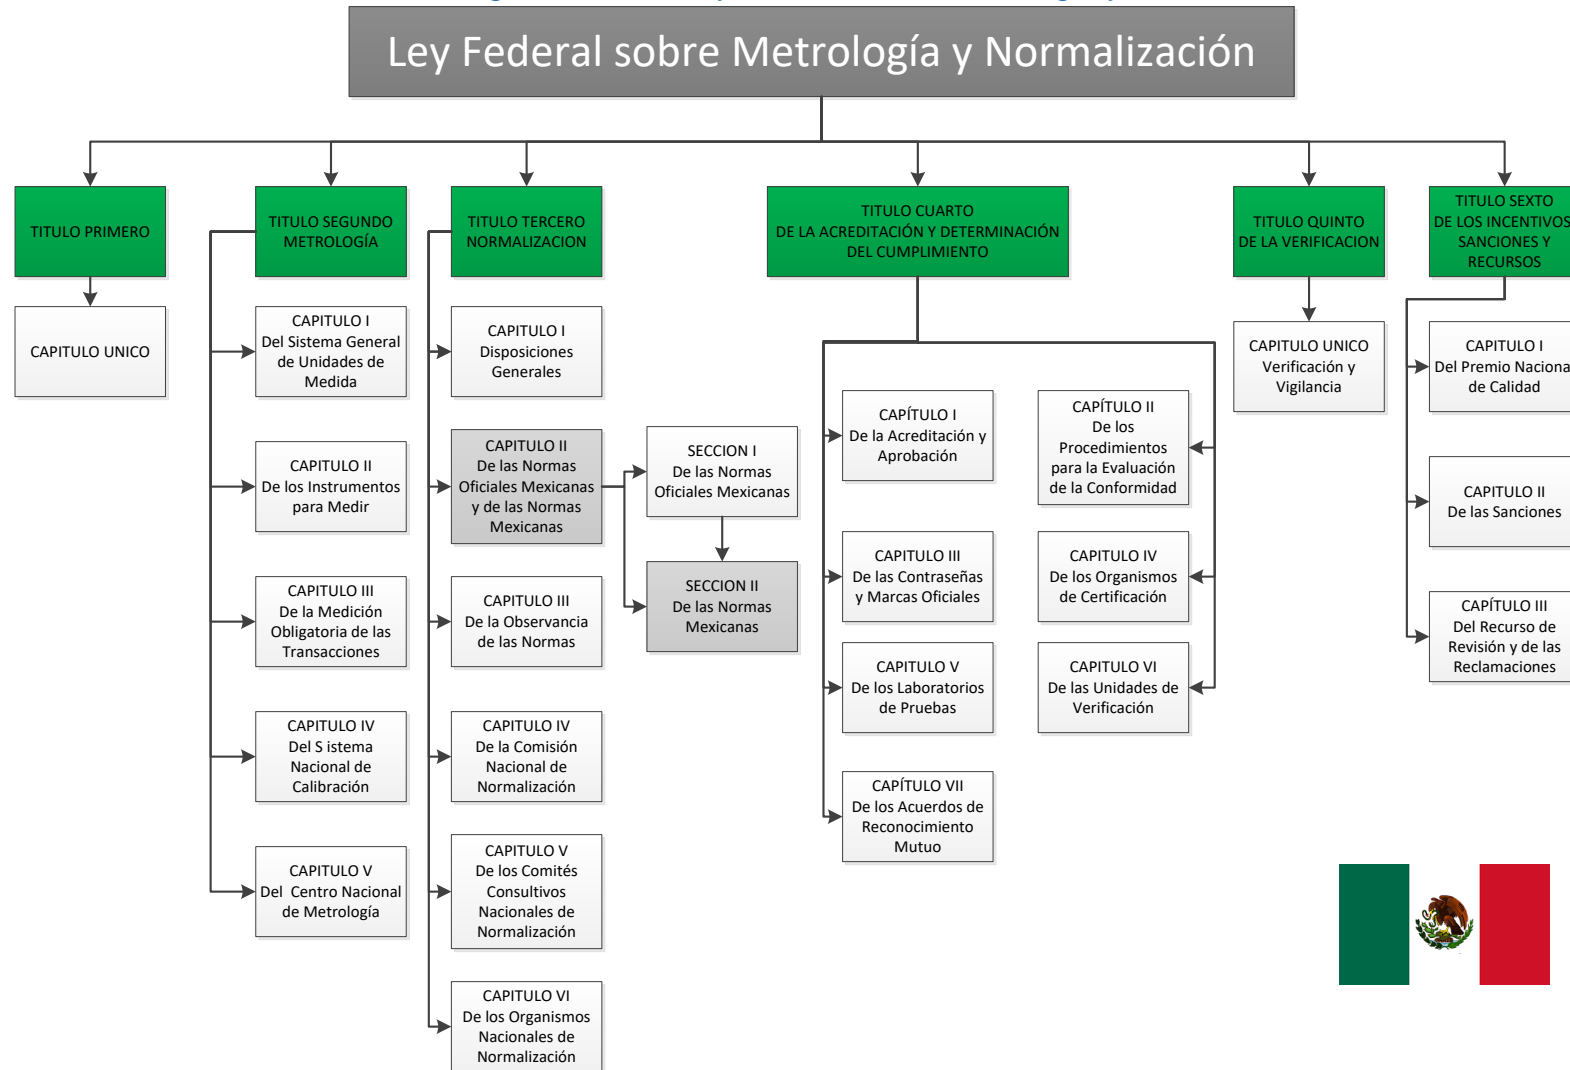 Ley Federal sobre Metrología y Normalización
TITULO PRIMERO
CAPITULO UNICO
TITULO SEGUNDO
METROLOGÍA
CAPITULO I
Del Sistema General
de Unidades de
Medida
CAPITULO II
De los Instrumentos
para Medir
CAPITULO III
De la Medición
Obligatoria de las
Transacciones
CAPITULO IV
Del S istema
Nacional de
Calibración
CAPITULO V
Del  Centro Nacional
de Metrología
TITULO TERCERO
NORMALIZACION
CAPITULO I
Disposiciones
Generales
CAPITULO II
De las Normas
Oficiales Mexicanas
y de las Normas
Mexicanas
SECCION I
De las Normas
Oficiales Mexicanas
SECCION II
De las Normas
Mexicanas
CAPITULO III
De la Observancia
de las Normas
CAPITULO IV
De la Comisión
Nacional de
Normalización
CAPITULO V
De los Comités
Consultivos
Nacionales de
Normalización
CAPITULO VI
De los Organismos
Nacionales de
Normalización
TITULO CUARTO
DE LA ACREDITACIÓN Y DETERMINACIÓN
DEL CUMPLIMIENTO
CAPÍTULO I
De la Acreditación y
Aprobación
CAPÍTULO II
De los
Procedimientos
para la Evaluación
de la Conformidad
CAPITULO III
De las Contraseñas
y Marcas Oficiales
CAPITULO IV
De los Organismos
de Certificación
CAPITULO V
De los Laboratorios
de Pruebas
CAPITULO VI
De las Unidades de
Verificación
CAPÍTULO VII
De los Acuerdos de
Reconocimiento
Mutuo
TITULO QUINTO
DE LA VERIFICACION
CAPITULO UNICO
Verificación y
Vigilancia
TITULO SEXTO
DE LOS INCENTIVOS
SANCIONES Y
RECURSOS
CAPITULO I
Del Premio Naciona
de Calidad
CAPITULO II
De las Sanciones
CAPÍTULO III
Del Recurso de
Revisión y de las
Reclamaciones